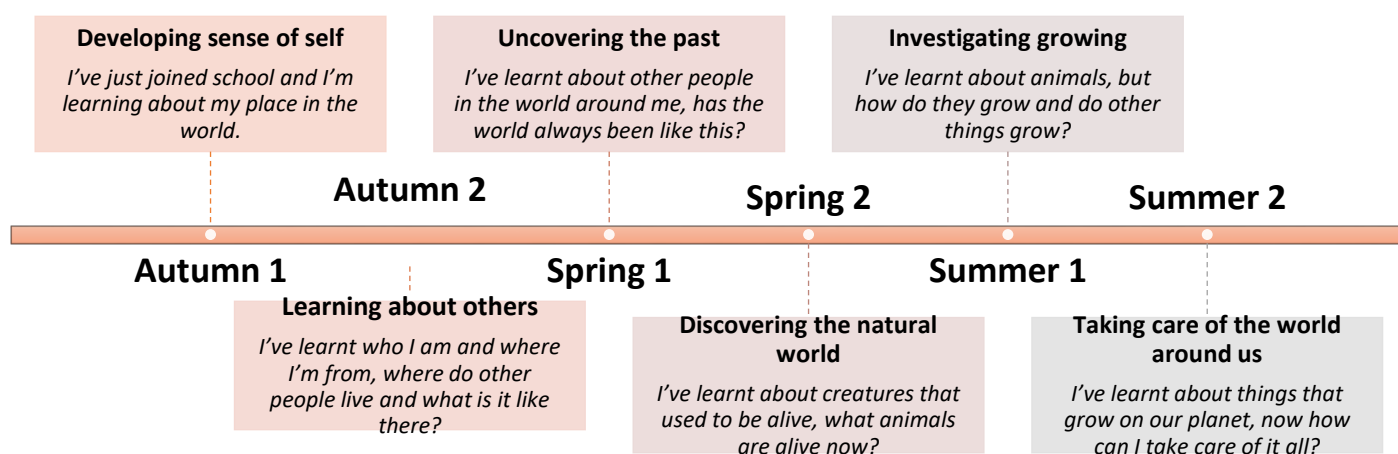 Developing sense of self
I’ve just joined school and I’m
learning about my place in the
world.
Uncovering the past
I’ve learnt about other people
in the world around me, has the
world always been like this?
Investigating growing
I’ve learnt about animals, but
how do they grow and do other
things grow?
Autumn 2
Spring 2
Summer 2
Autumn 1
Spring 1
Summer 1
Learning about others
I’ve learnt who I am and where
I’m from, where do other
people live and what is it like
there?
Discovering the natural
world
I’ve learnt about creatures that
used to be alive, what animals
are alive now?
Taking care of the world
around us
I’ve learnt about things that
grow on our planet, now how
can I take care of it all?